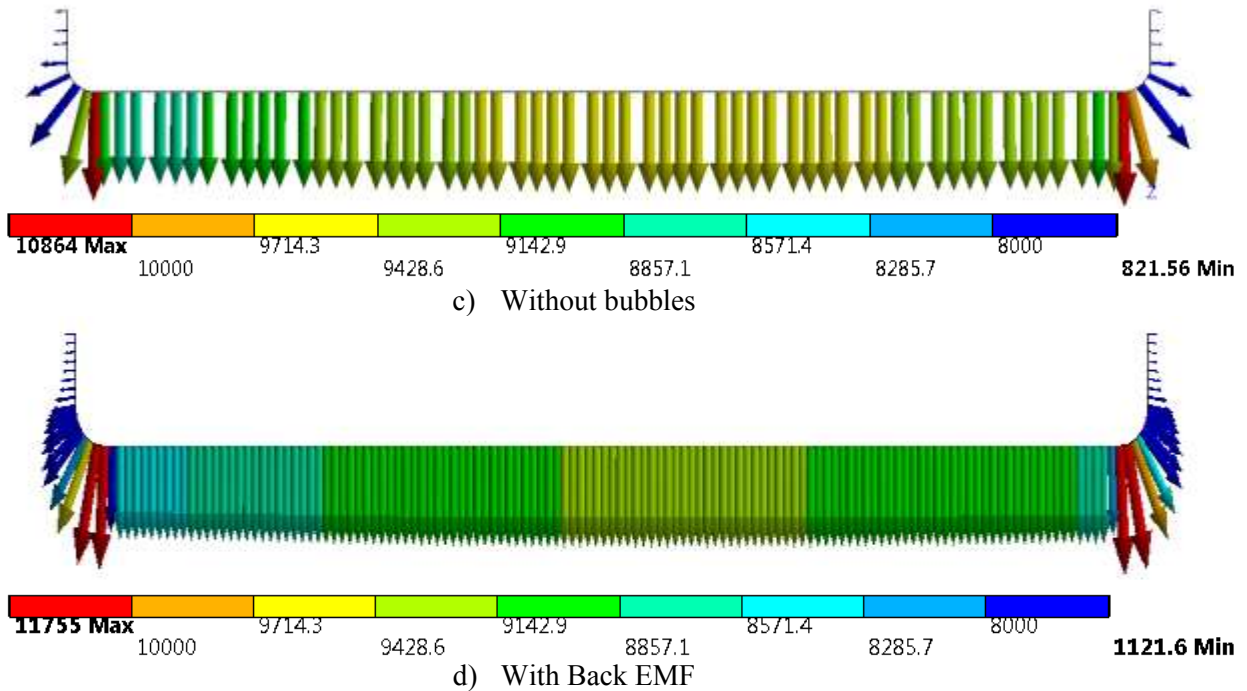 Z
10864 Max 9714.3 9142.9 8571.4 8000
10000 9428.6 8857.1 8285.7 821.56 Min
c) Without bubbles
11755 Max 9714.3 9142.9 8571.4 8000
10000 9428.6 8857.1 8285.7 1121.6 Min
d) With Back EMF